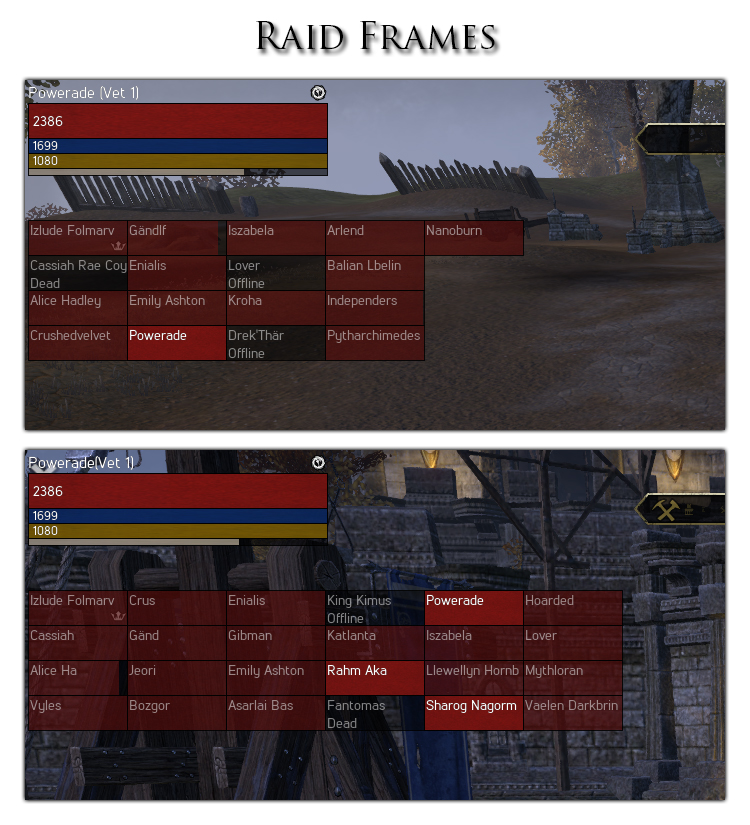 Raid Frames
Powerade (Vet 1)
2386
1699
1080
Izlude Folmarv Gändlf Iszabela Arlend Nanoburn
Cassiah Rae Coy Enialis Lover Balian Lbelin
Dead Offline
Alice Hadley Emily Ashton Kroha Independers
Crushedvelvet Powerade Drek'Thär Pytharchimedes
Offline
Powerade(Vet 1)
2386
1699
1080
Izlude Folmarv Crus Enialis King Kimus Powerade Hoarded
Offline
Cassiah Gänd Gibman Katlanta Iszabela Lover
Alice Ha Jeori Emily Ashton Rahm Aka Llewellyn Hornb Mythloran
Vyles Bozgor Asarlai Bas Fantomas Sharog Nagorm Vaelen Darkbrin
Dead